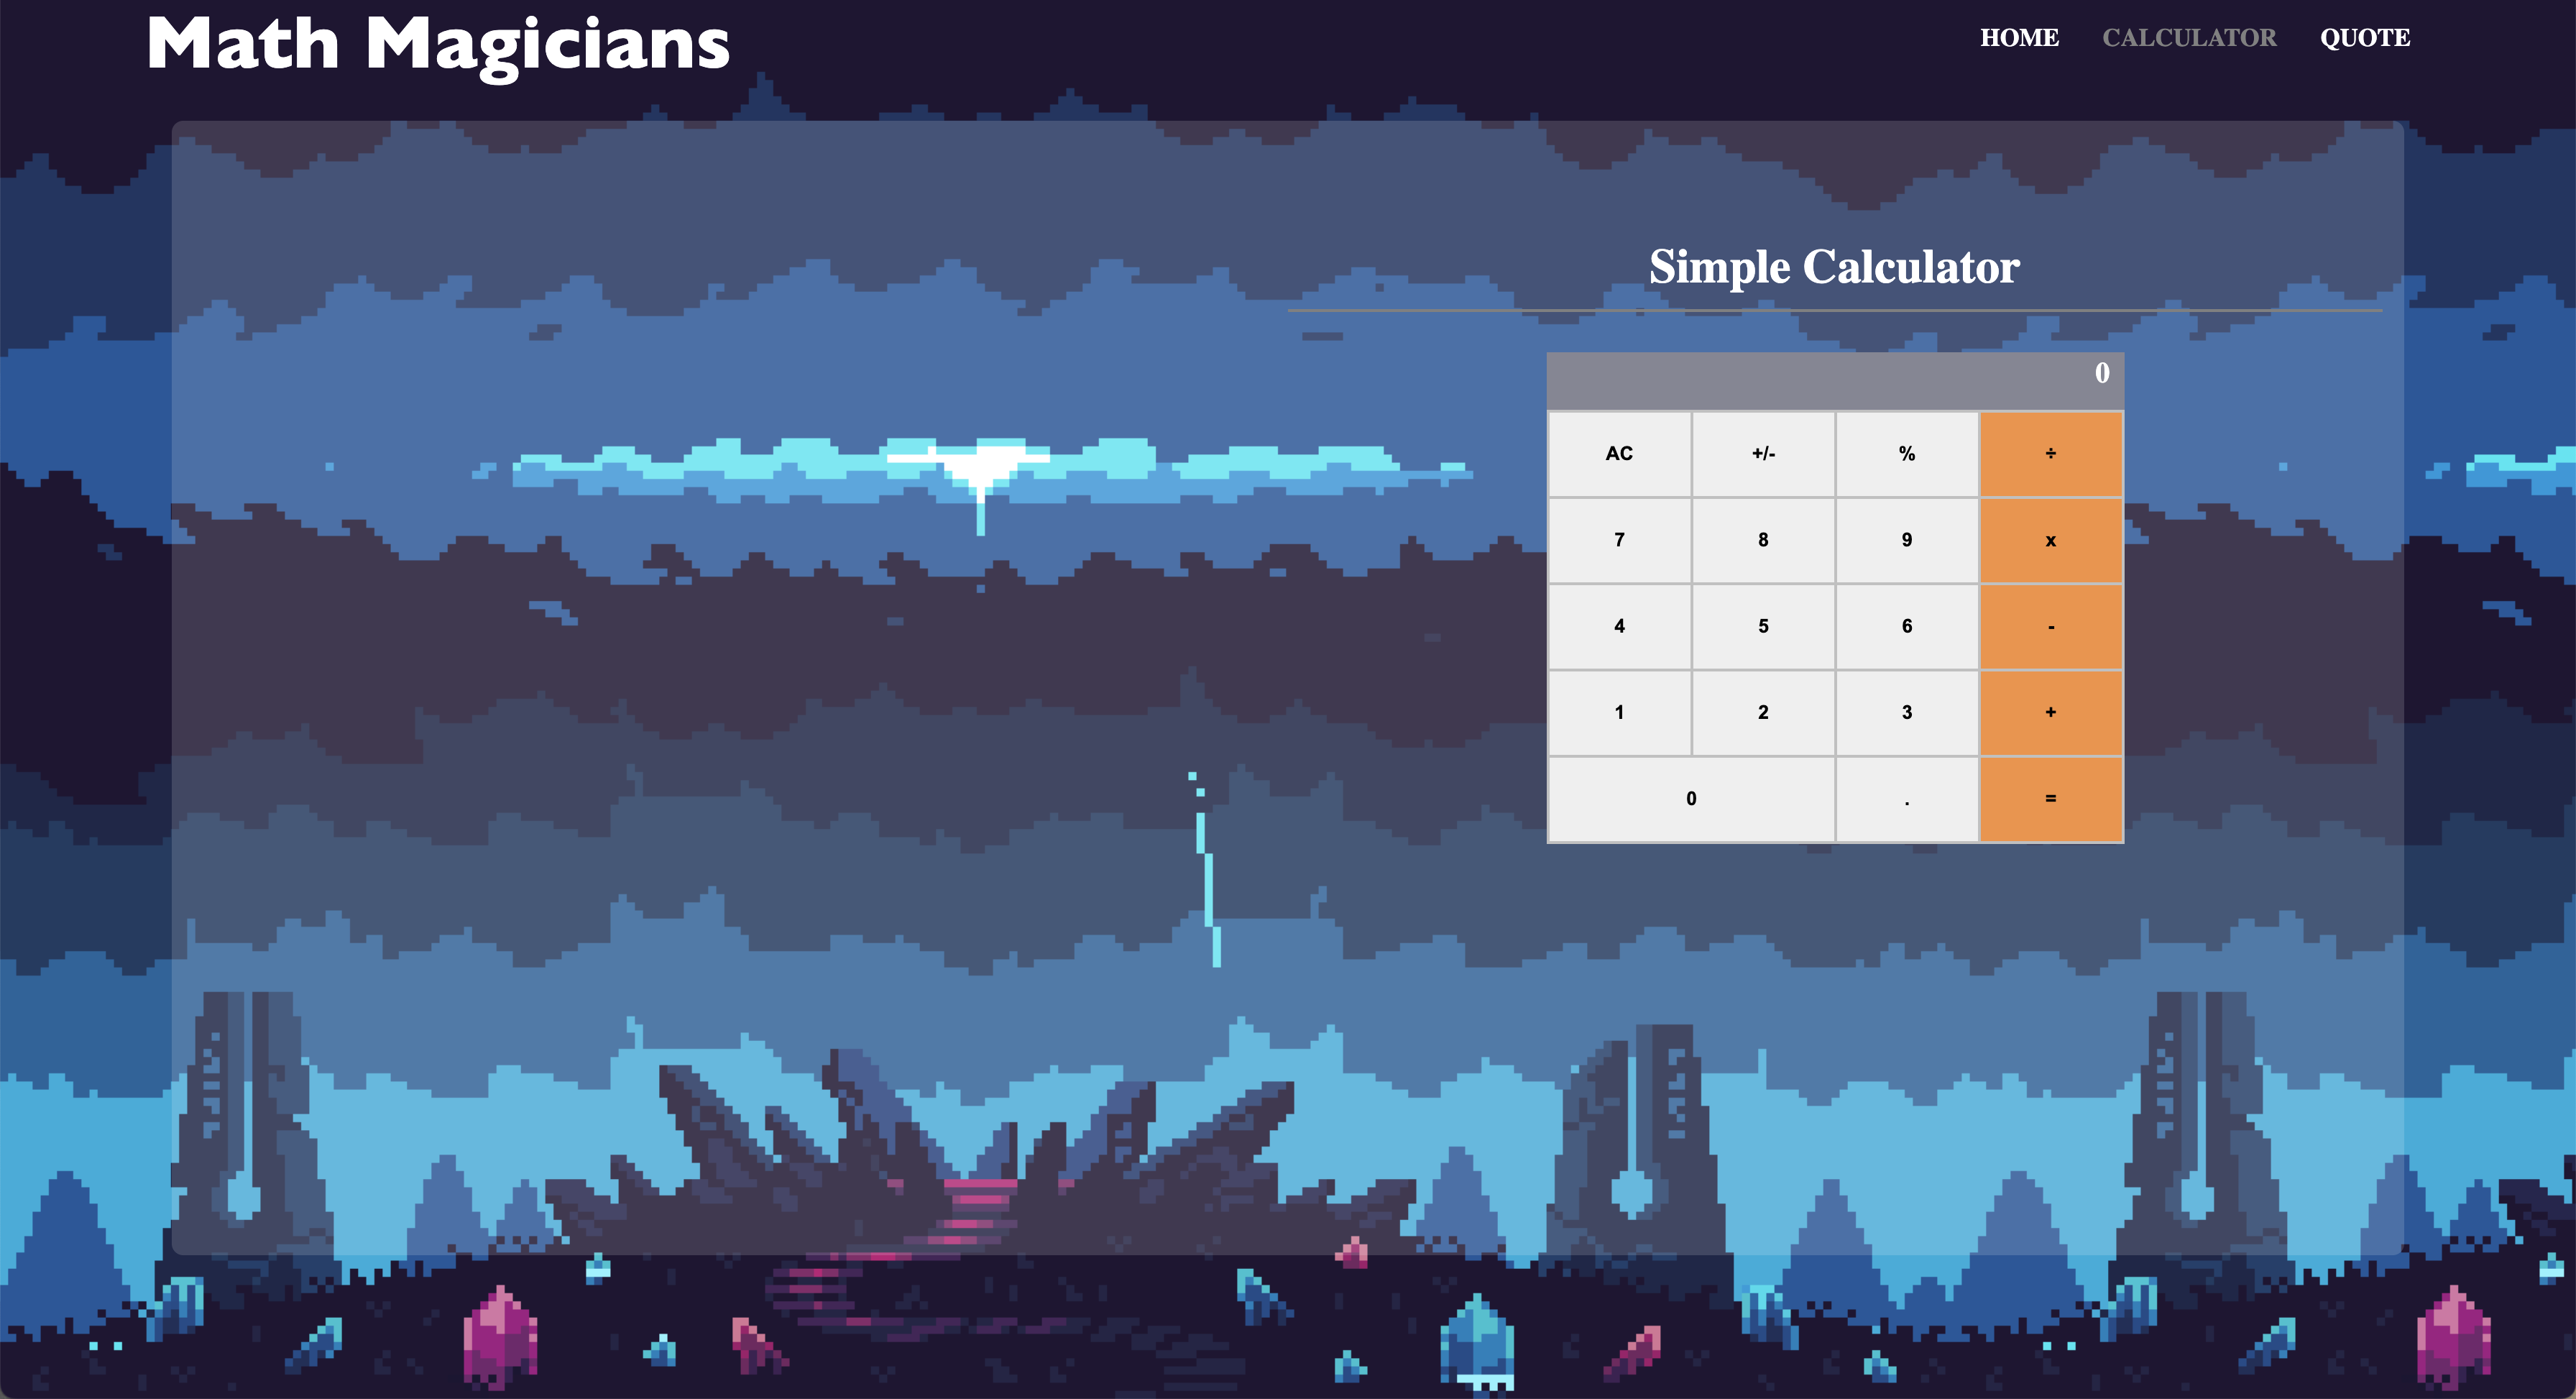 Math Magicians
HOME CALCULATOR QUOTE
Simple Calculator
0
AC +/- % ÷
7 8 9 x
4 5 6 -
1 2 3 +
0 . =